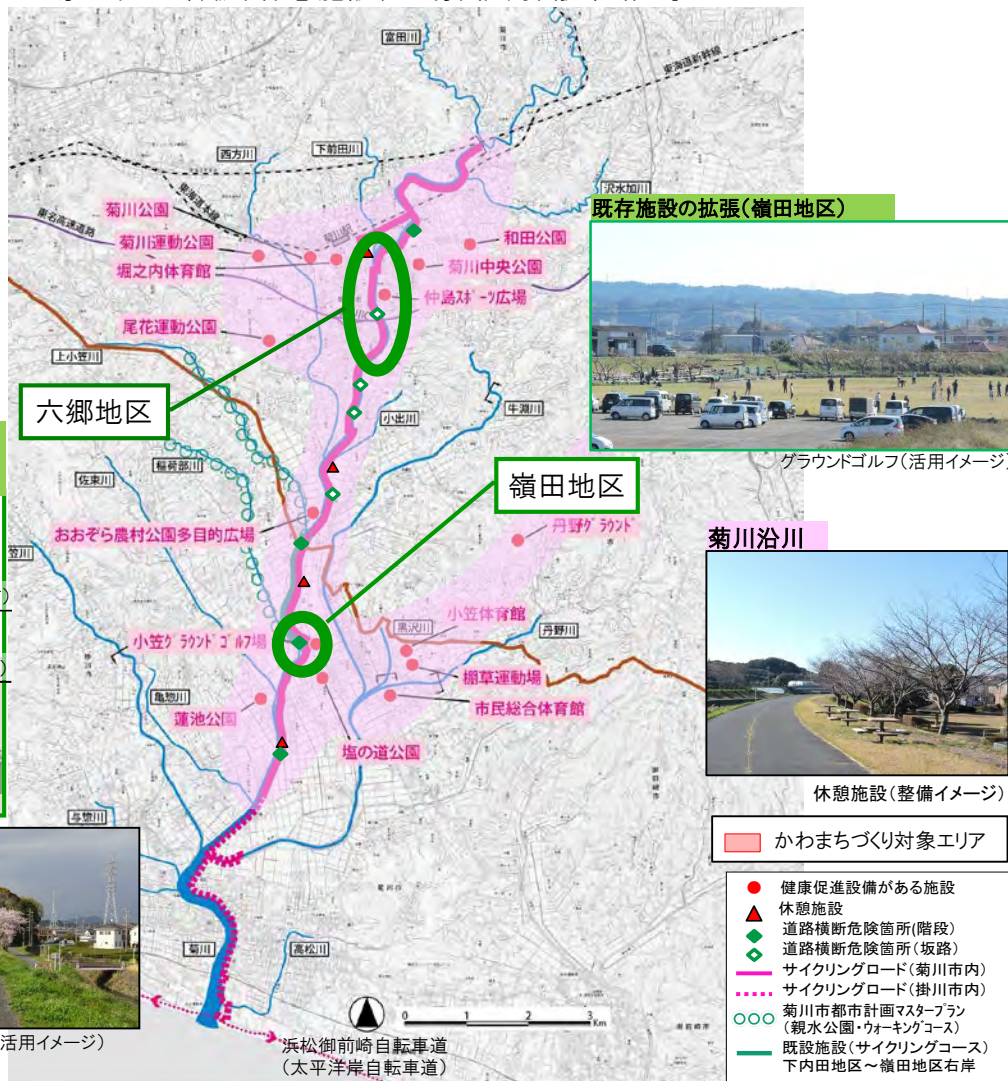 富田川
東海道新幹線
西方川
下前田川
沢水加川
東海道本線
東名高速道路
菊川公園
菊川運動公園
堀之内体育館
和田公園
菊川中央公園
仲島スポーツ広場
尾花運動公園
上小笠川
六郷地区
小出川
牛淵川
稲荷部川
佐束川
嶺田地区
おおぞら農村公園多目的広場
丹野グラウンド
笠川
小笠体育館
黒沢川
丹野川
小笠グラウンドゴルフ場
棚草運動場
亀惣川
市民総合体育館
蓮池公園
塩の道公園
与惣川
菊川
高松川
浜松御前崎自転車道
(太平洋岸自転車道)
0 1 2 3
Km
既存施設の拡張(嶺田地区)
グラウンドゴルフ(活用イメージ)
菊川沿川
休憩施設(整備イメージ)
かわまちづくり対象エリア
健康促進設備がある施設
休憩施設
道路横断危険箇所(階段)
道路横断危険箇所(坂路)
サイクリングロード(菊川市内)
サイクリングロード(掛川市内)
菊川市都市計画マスタープラン
(親水公園・ウォーキングコース)
既設施設(サイクリングコース)
下内田地区~嶺田地区右岸
活用イメージ)